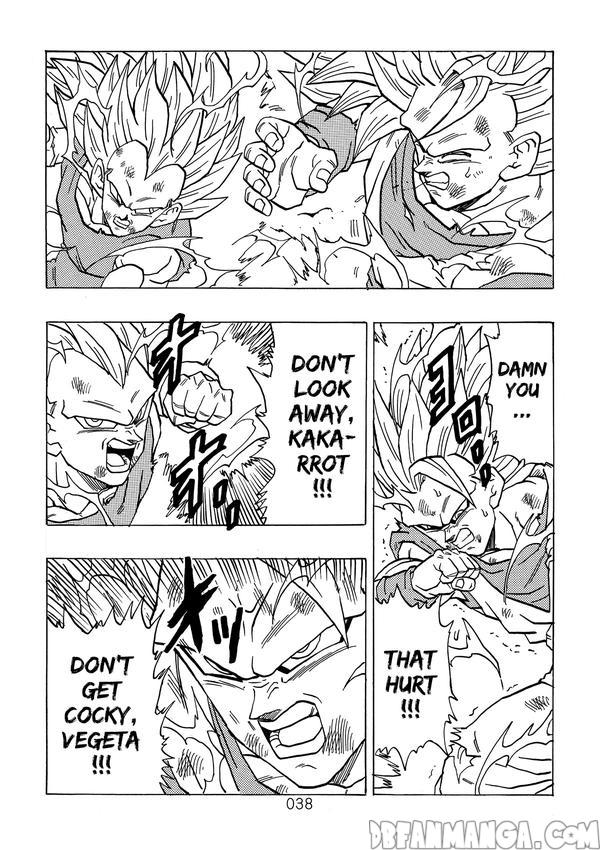 DAMN
YOU
...
THAT
HURT
!!!
DON'T
LOOK
AWAY,
KAKA-
RROT
!!!
DON'T
GET
COCKY,
VEGETA
!!!
038
DBFANMANGA.COM